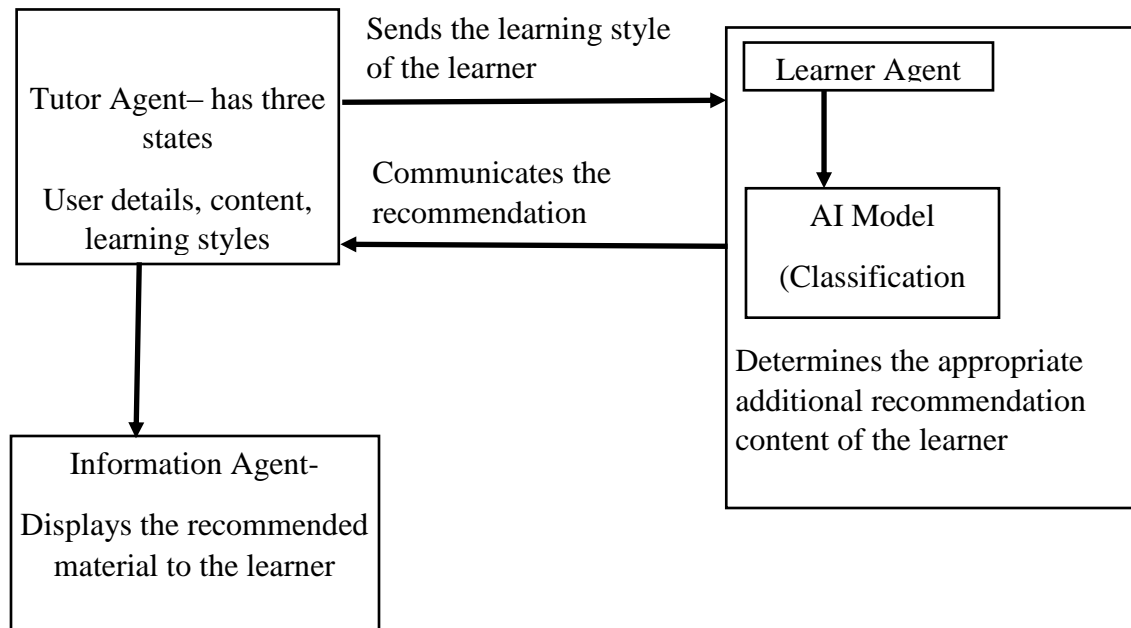 Tutor Agent– has three
states
User details, content,
learning styles
Sends the learning style
of the learner
Communicates the
recommendation
Learner Agent
AI Model
(Classification
Determines the appropriate
additional recommendation
content of the learner
Information Agent-
Displays the recommended
material to the learner